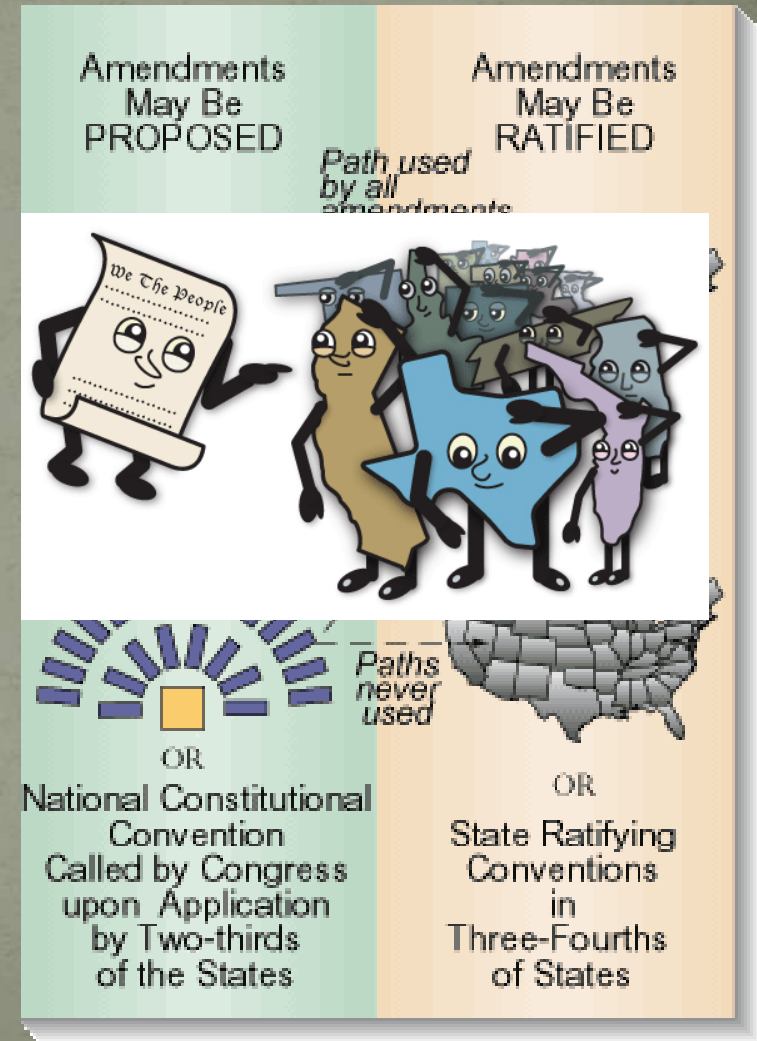 Amendments
May Be
PROPOSED
Amendments
May Be
RATIFIED
Path used
by all
amendments
We The People
Paths
never
used
OR
National Constitutional
Convention
Called by Congress
upon Application
by Two-thirds
of the States
OR
State Ratifying
Conventions
in
Three-Fourths
of States